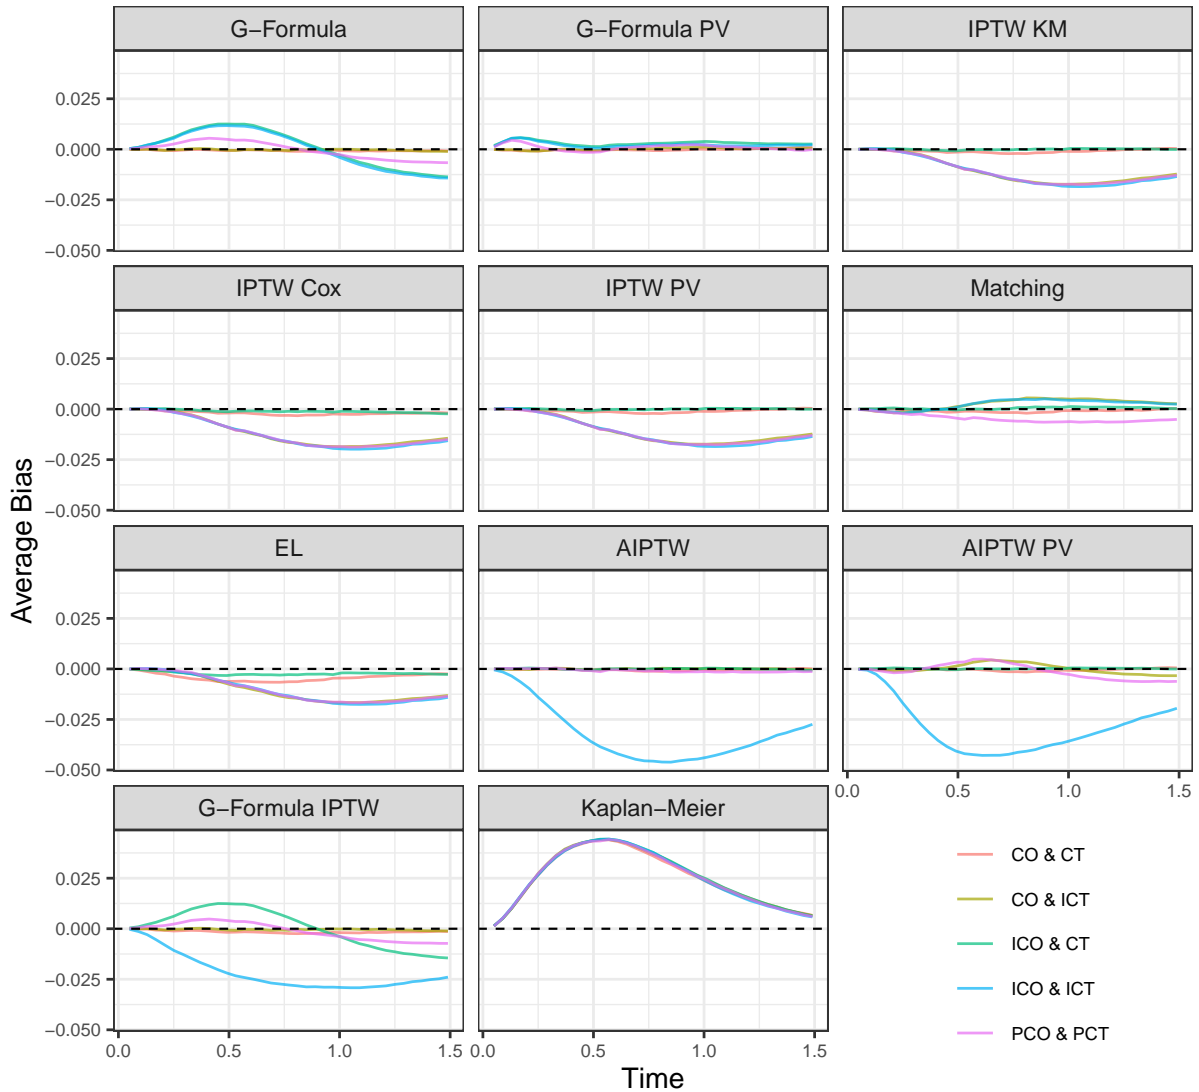 G−Formula
G−Formula PV
IPTW KM
0.025
0.000
−0.025
−0.050
IPTW Cox
IPTW PV
Matching
0.025
0.000
−0.025
−0.050
EL
AIPTW
AIPTW PV
0.025
0.000
−0.025
−0.050
0.0 0.5 1.0 1.5
G−Formula IPTW
Kaplan−Meier
0.025
0.000
−0.025
−0.050
0.0 0.5 1.0 1.5
0.0 0.5 1.0 1.5
Time
Average Bias
CO & CT
CO & ICT
ICO & CT
ICO & ICT
PCO & PCT